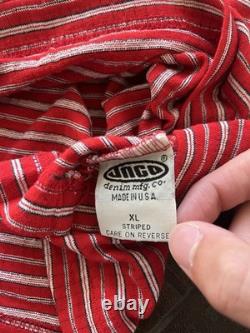 JNCO
denim mfg. co.
MADE IN U.S.A.
XL
STRIPED
CARE ON REVERSE